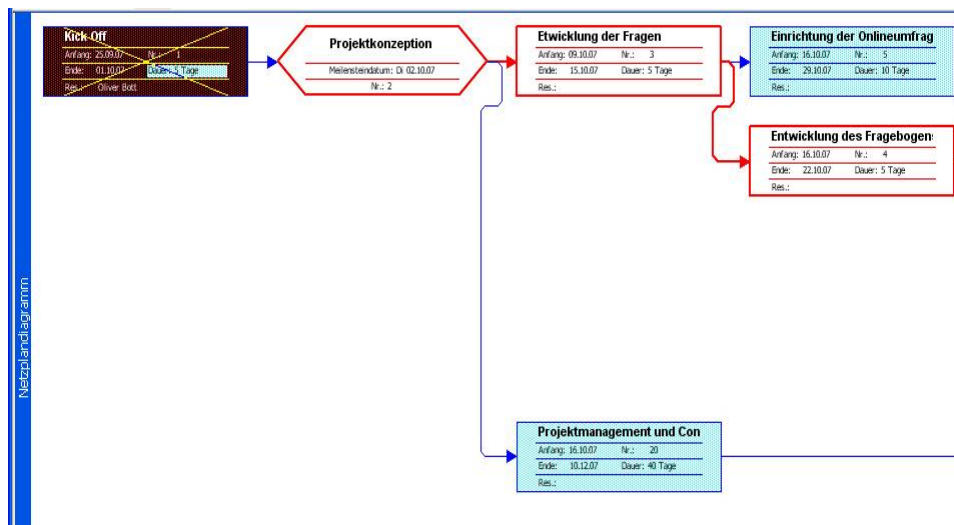 Kick Off
Anfang: 25.09.07 Nr.: 1
Ende: 01.10.07 Dauer: 5 Tage
Res.: Oliver Bott
Projektkonzeption
Meilensteindatum: Di 02.10.07
Nr.: 2
Etwicklung der Fragen
Anfang: 09.10.07 Nr.: 3
Ende: 15.10.07 Dauer: 5 Tage
Res.:
Einrichtung der Onlineumfrag
Anfang: 16.10.07 Nr.: 5
Ende: 29.10.07 Dauer: 10 Tage
Res.:
Entwicklung des Fragebogens
Anfang: 16.10.07 Nr.: 4
Ende: 22.10.07 Dauer: 5 Tage
Res.:
Netzplandiagramm
Projektmanagement und Con
Anfang: 16.10.07 Nr.: 20
Ende: 10.12.07 Dauer: 40 Tage
Res.: